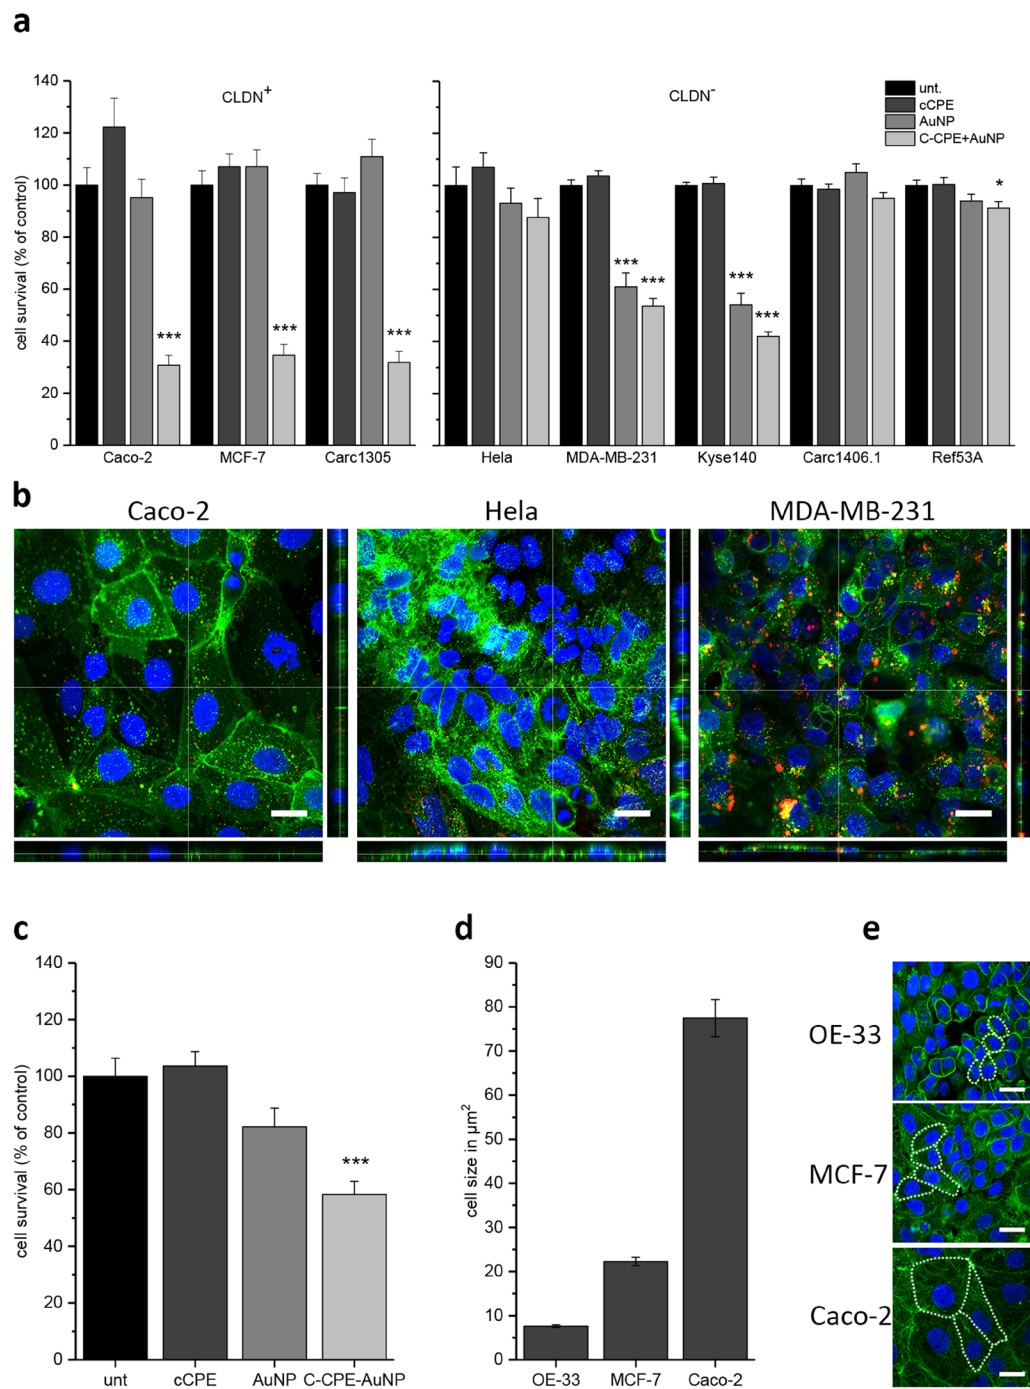 a
140
120
100
80
60
40
20
0
cell survival (% of control)
CLDN+
***
***
***
Caco-2 MCF-7 Carc1305
CLDN-
unt.
cCPE
AuNP
C-CPE+AuNP
***
***
***
***
*
Hela MDA-MB-231 Kyse140 Carc1406.1 Ref53A
b
Caco-2 Hela MDA-MB-231
c
140
120
100
80
60
40
20
0
cell survival (% of control)
***
unt cCPE AuNP C-CPE-AuNP
d
90
80
70
60
50
40
30
20
10
0
cell size in µm²
OE-33 MCF-7 Caco-2
e
OE-33
MCF-7
Caco-2